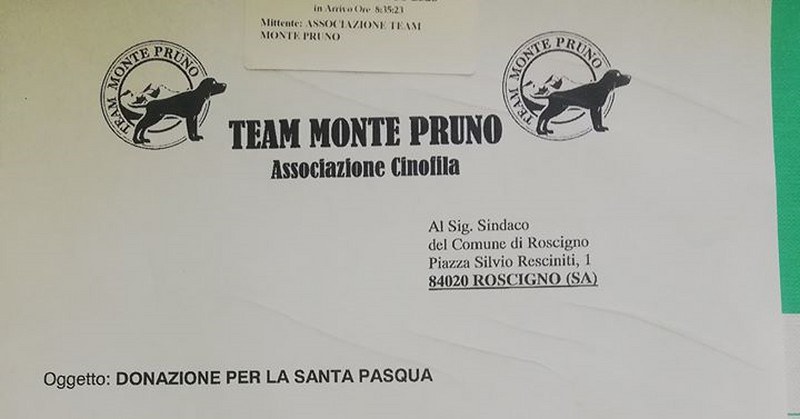 in Arrivo Ore 8:35:23
Mittente: ASSOCIAZIONE TEAM
MONTE PRUNO
TEAM MONTE PRUNO
TEAM MONTE PRUNO
TEAM MONTE PRUNO
Associazione Cinofila
Al Sig. Sindaco
del Comune di Roscigno
Piazza Silvio Resciniti, 1
84020 ROSCIGNO (SA)
Oggetto: DONAZIONE PER LA SANTA PASQUA